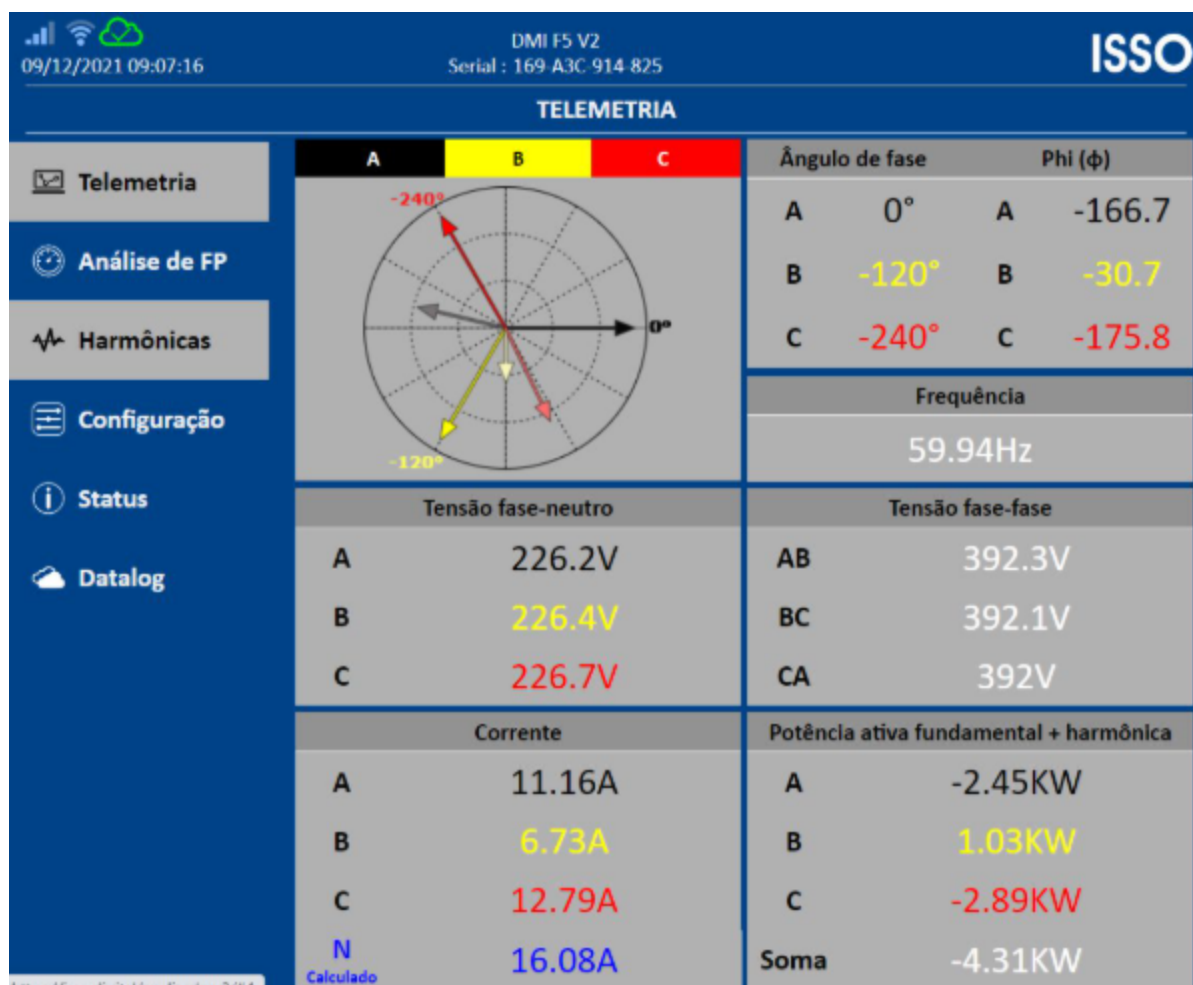 09/12/2021 09:07:16
DMI F5 V2
Serial : 169-A3C-914-825
ISSO
TELEMETRIA
Telemetria
Análise de FP
Harmônicas
Configuração
Status
Datalog
A B C
-240°
0°
-120°
Ângulo de fase Phi (ϕ)
A 0° A -166.7
B -120° B -30.7
C -240° C -175.8
Frequência
59.94Hz
Tensão fase-neutro
A 226.2V
B 226.4V
C 226.7V
Tensão fase-fase
AB 392.3V
BC 392.1V
CA 392V
Corrente
A 11.16A
B 6.73A
C 12.79A
N 16.08A
Calculado
Potência ativa fundamental + harmônica
A -2.45KW
B 1.03KW
C -2.89KW
Soma -4.31KW